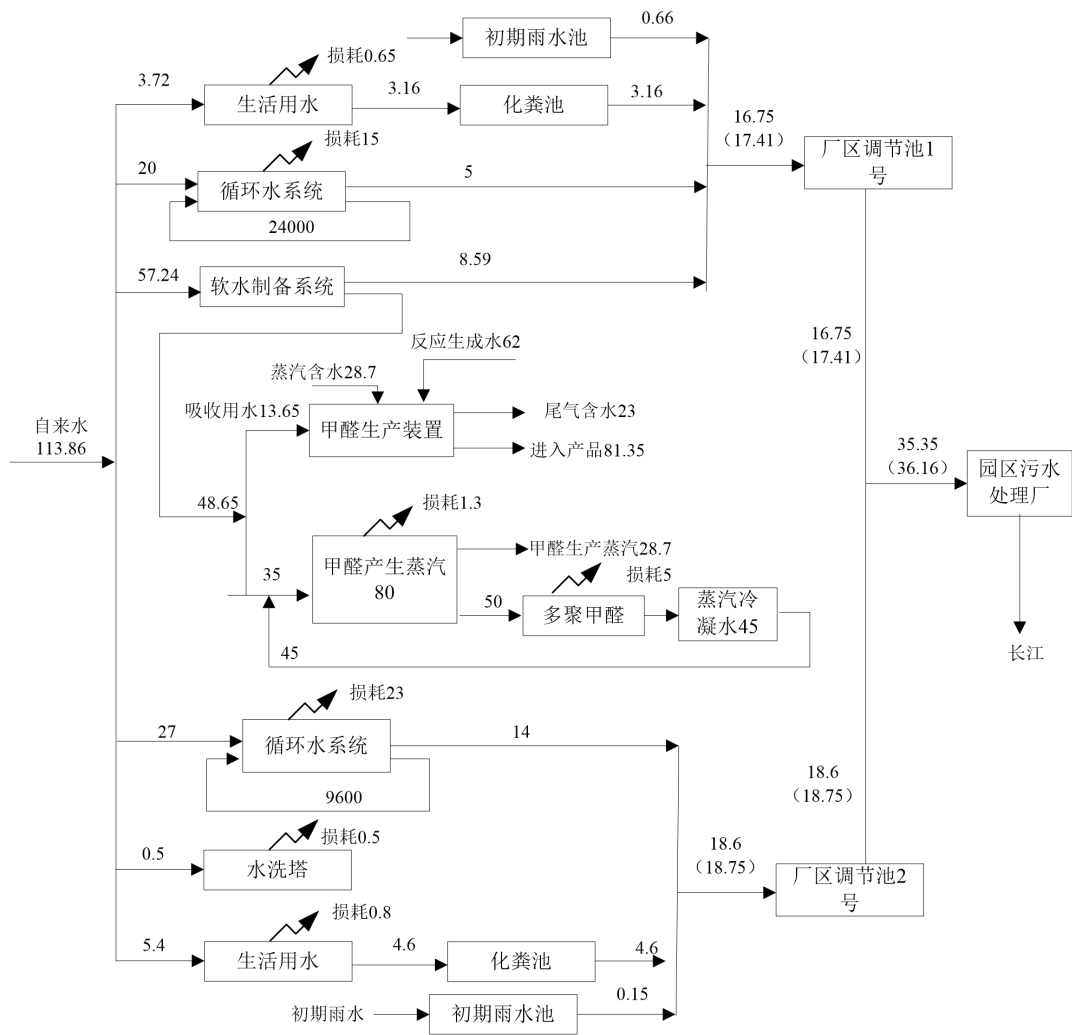 0.66
初期雨水池
损耗0.65
3.72
生活用水
3.16
化粪池
3.16
16.75
（17.41）
厂区调节池1
号
损耗15
20
循环水系统
5
24000
57.24
软水制备系统
8.59
16.75
（17.41）
反应生成水62
蒸汽含水28.7
吸收用水13.65
甲醛生产装置
尾气含水23
进入产品81.35
自来水
113.86
35.35
（36.16）
园区污水
处理厂
48.65
损耗1.3
甲醛产生蒸汽
80
甲醛生产蒸汽28.7
35
50
损耗5
多聚甲醛
蒸汽冷
凝水45
45
长江
损耗23
27
循环水系统
14
9600
18.6
（18.75）
损耗0.5
0.5
水洗塔
18.6
（18.75）
厂区调节池2
号
损耗0.8
5.4
生活用水
4.6
化粪池
4.6
初期雨水
初期雨水池
0.15